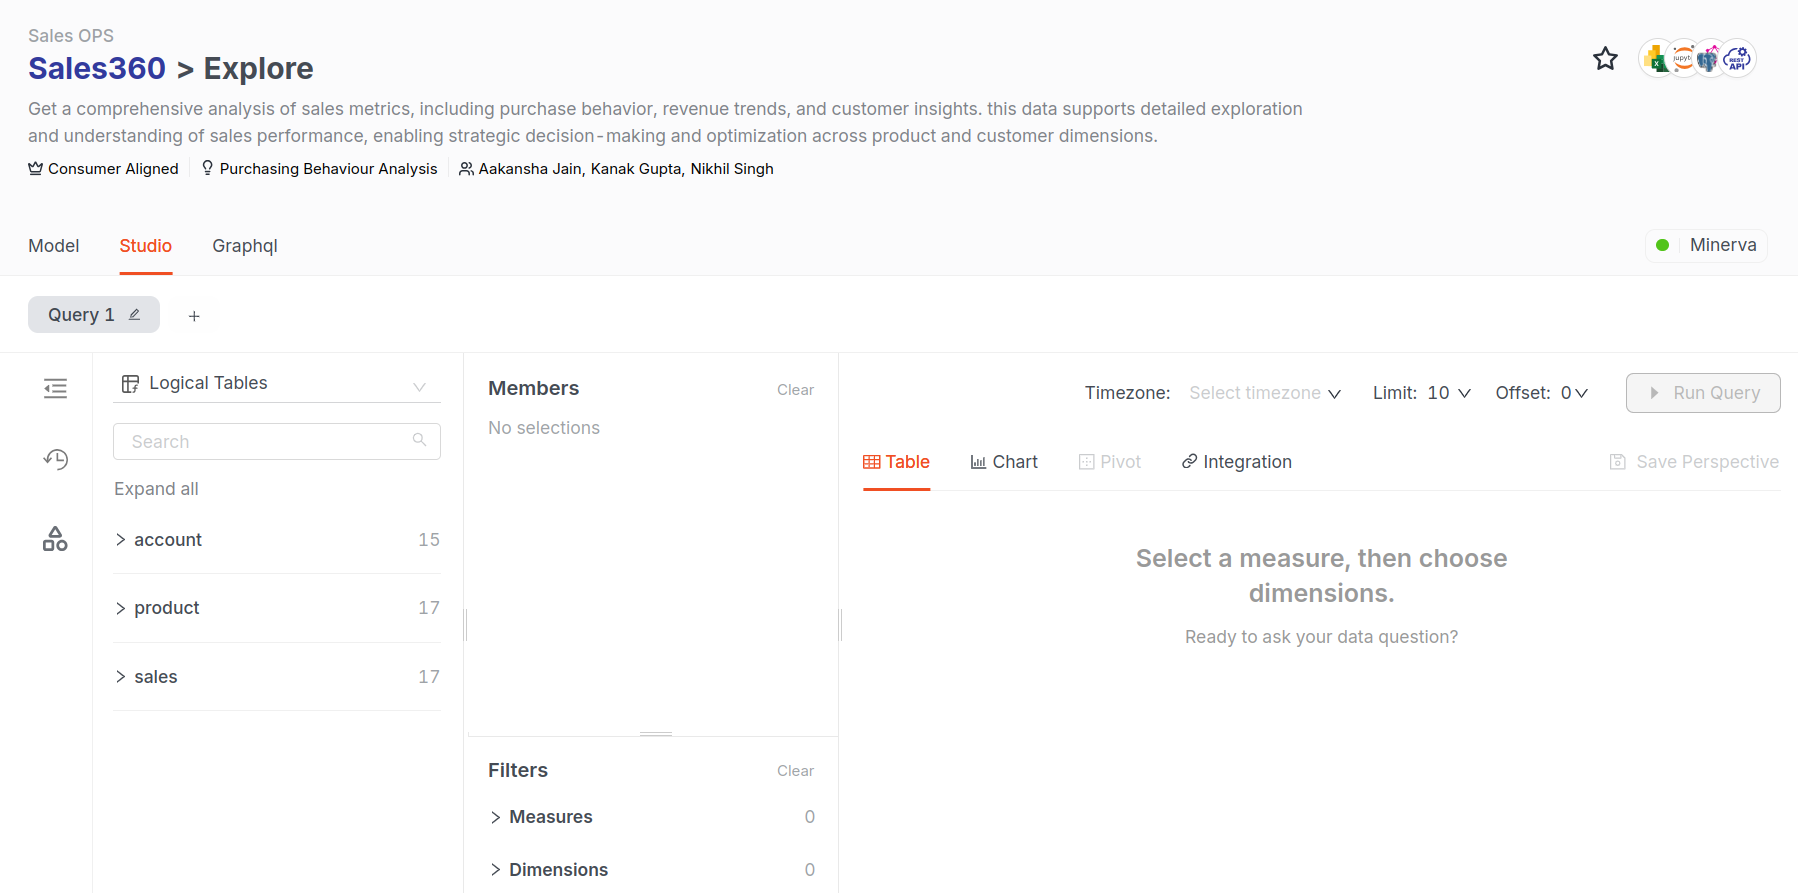 Sales OPS
Sales360 > Explore
Get a comprehensive analysis of sales metrics, including purchase behavior, revenue trends, and customer insights. this data supports detailed exploration
and understanding of sales performance, enabling strategic decision-making and optimization across product and customer dimensions.
Consumer Aligned Purchasing Behaviour Analysis Aakansha Jain, Kanak Gupta, Nikhil Singh
REST
API
Model Studio Graphql
Minerva
Query 1 +
Logical Tables
Search
Expand all
account 15
product 17
sales 17
Members Clear
No selections
Filters Clear
Measures 0
Dimensions 0
Timezone: Select timezone Limit: 10 Offset: 0 Run Query
Table Chart Pivot Integration Save Perspective
Select a measure, then choose
dimensions.
Ready to ask your data question?